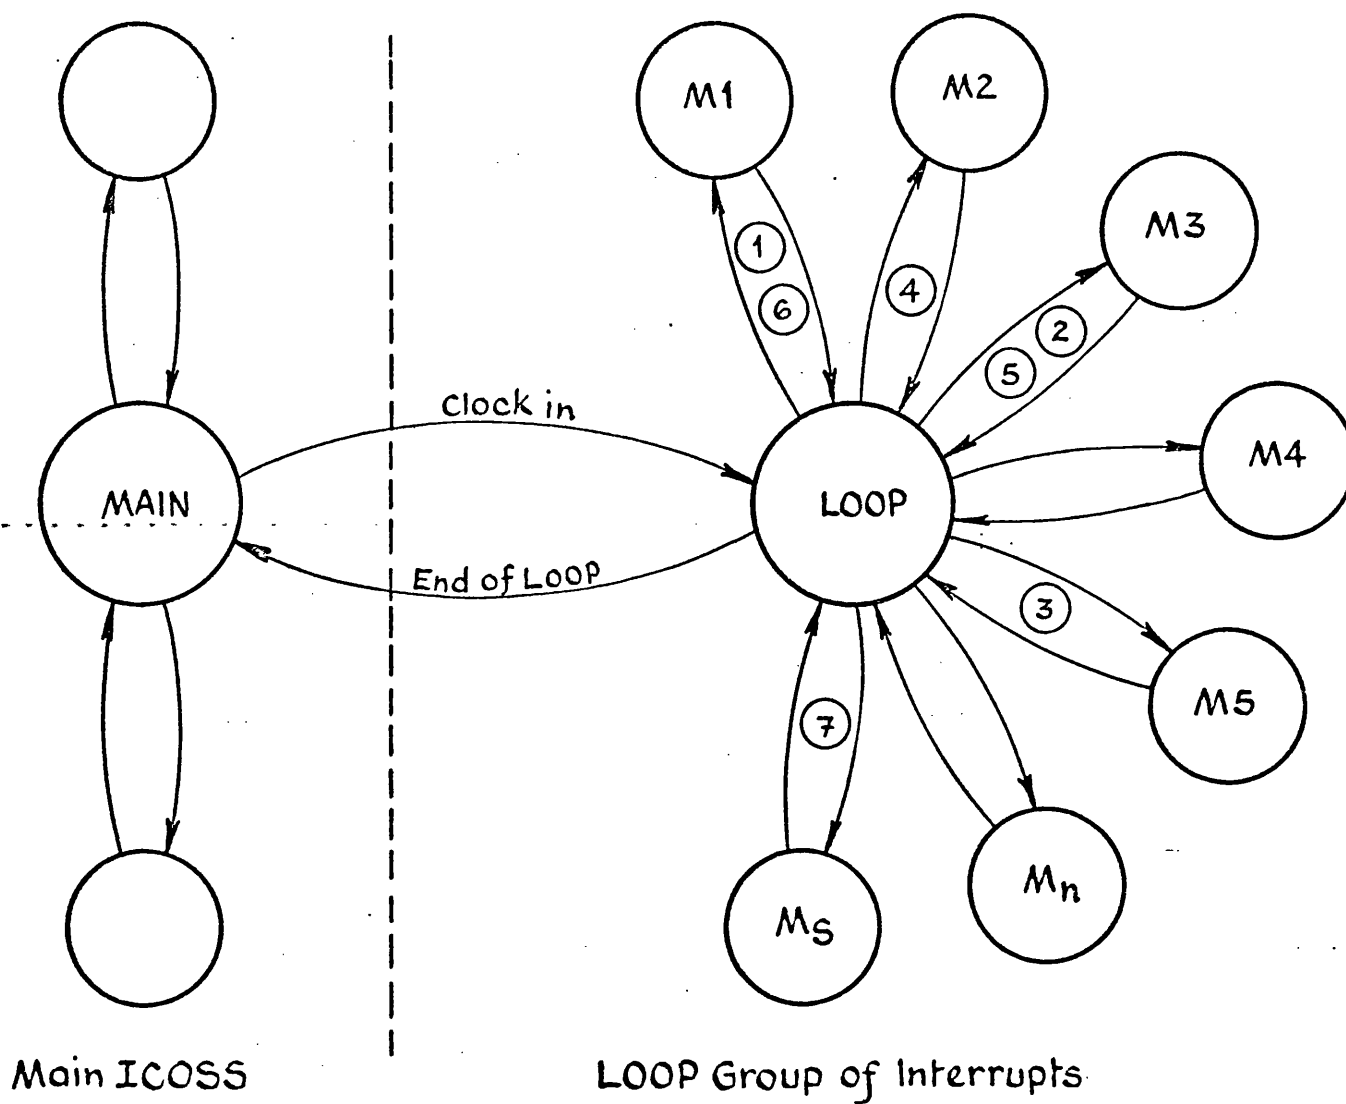 M1
M2
M3
1
6
4
2
5
Clock in
M4
MAIN
LOOP
End of LOOP
3
M5
7
Mn
MS
Main ICOSS
LOOP Group of Interrupts